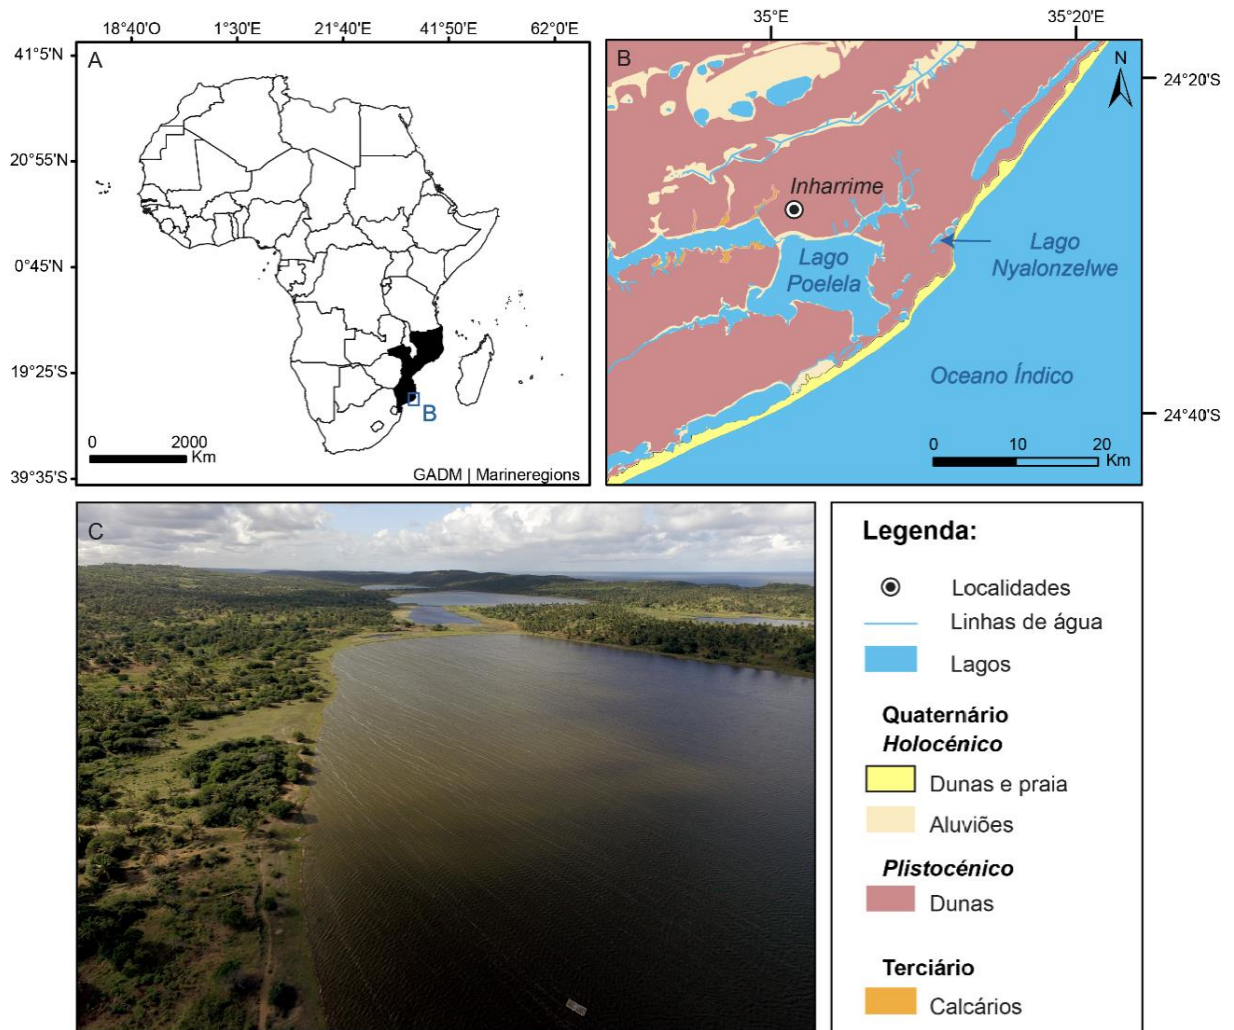 18°40'O 1°30'E 21°40'E 41°50'E 62°0'E
41°5'N
20°55'N
0°45'N
19°25'S
39°35'S
A
B
0 2000
Km
GADM | Marineregions
35°E 35°20'E
24°20'S
24°40'S
B
N
Inharrime
Lago
Poelela
Lago
Nyalonzelwe
Oceano Índico
0 10 20
Km
C
Legenda:
Localidades
Linhas de água
Lagos
Quaternário
Holocénico
Dunas e praia
Aluviões
Plistocénico
Dunas
Terciário
Calcários